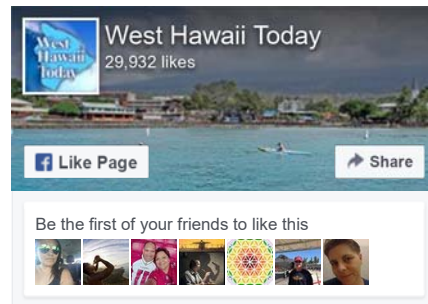 West
Hawaii
Today
West Hawaii Today
29,932 likes
Like Page
Share
Be the first of your friends to like this